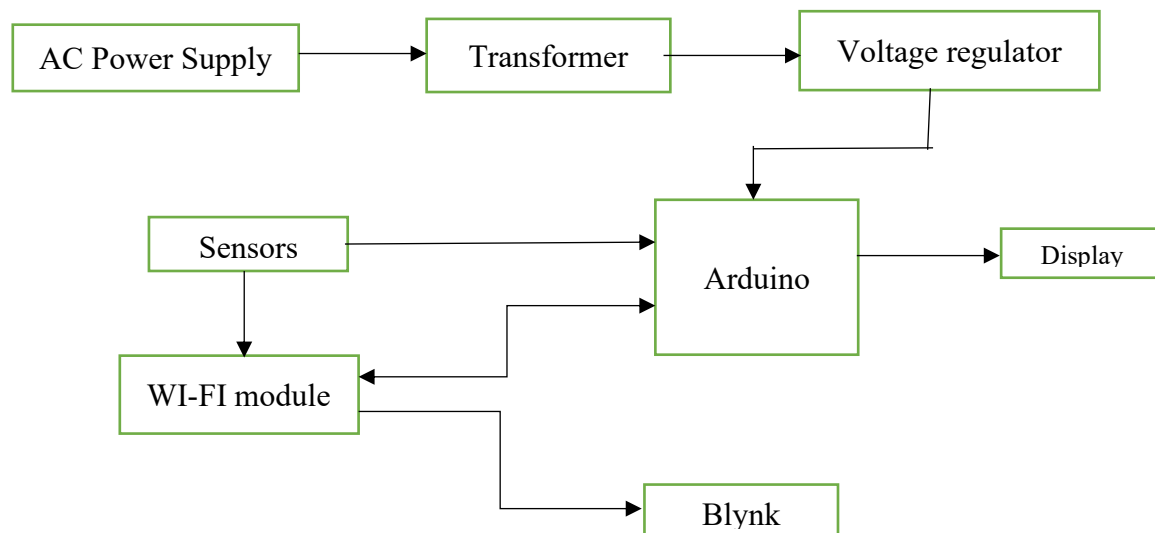 AC Power Supply
Transformer
Voltage regulator
Sensors
Arduino
Display
WI-FI module
Blynk